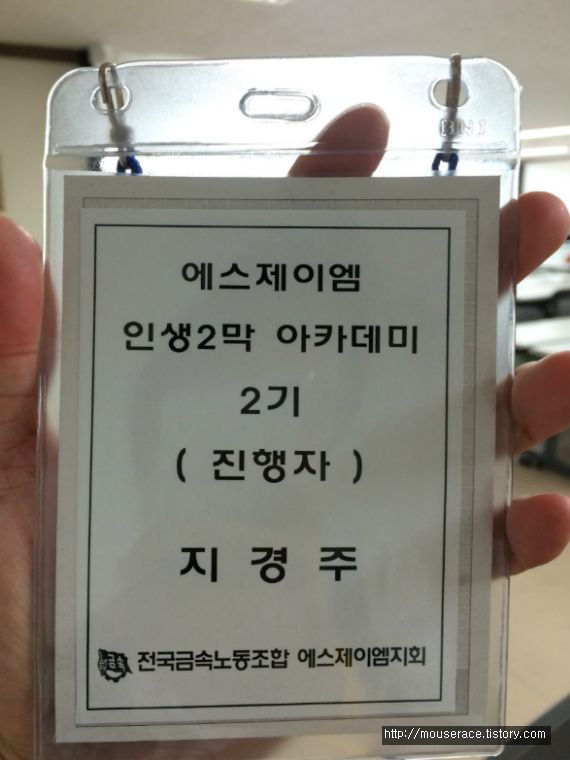 에스제이엠
인생2막 아카데미
2기
( 진행자 )
지 경 주
전국금속노동조합 에스제이엠지회
http://mouserace.tistory.com